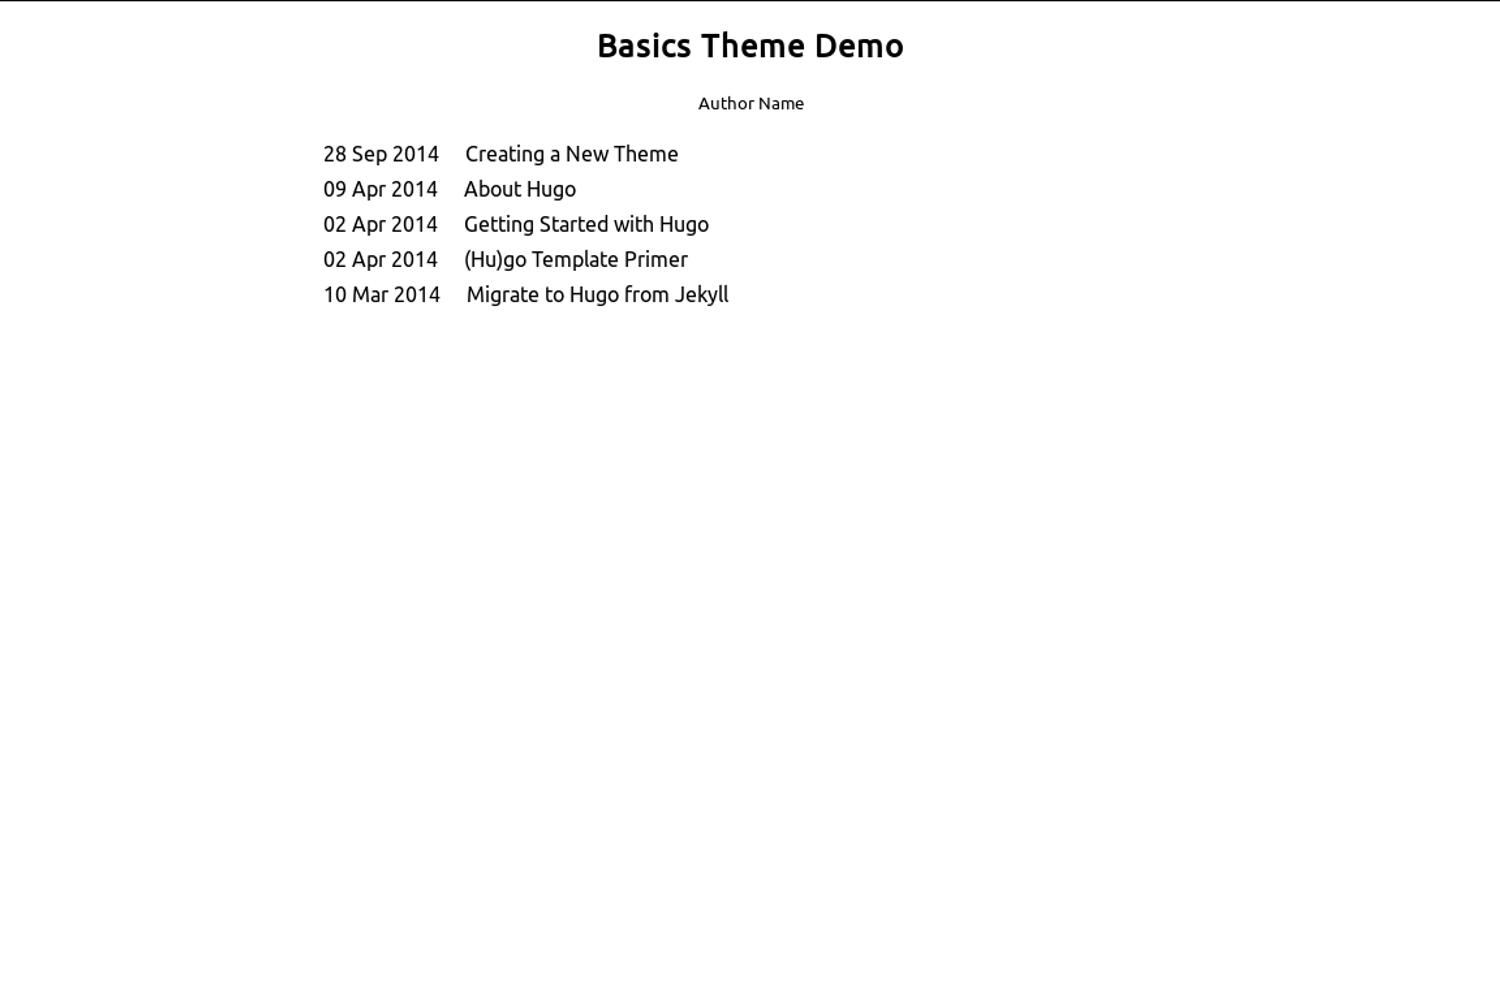 Basics Theme Demo
Author Name
28 Sep 2014 Creating a New Theme
09 Apr 2014 About Hugo
02 Apr 2014 Getting Started with Hugo
02 Apr 2014 (Hu)go Template Primer
10 Mar 2014 Migrate to Hugo from Jekyll